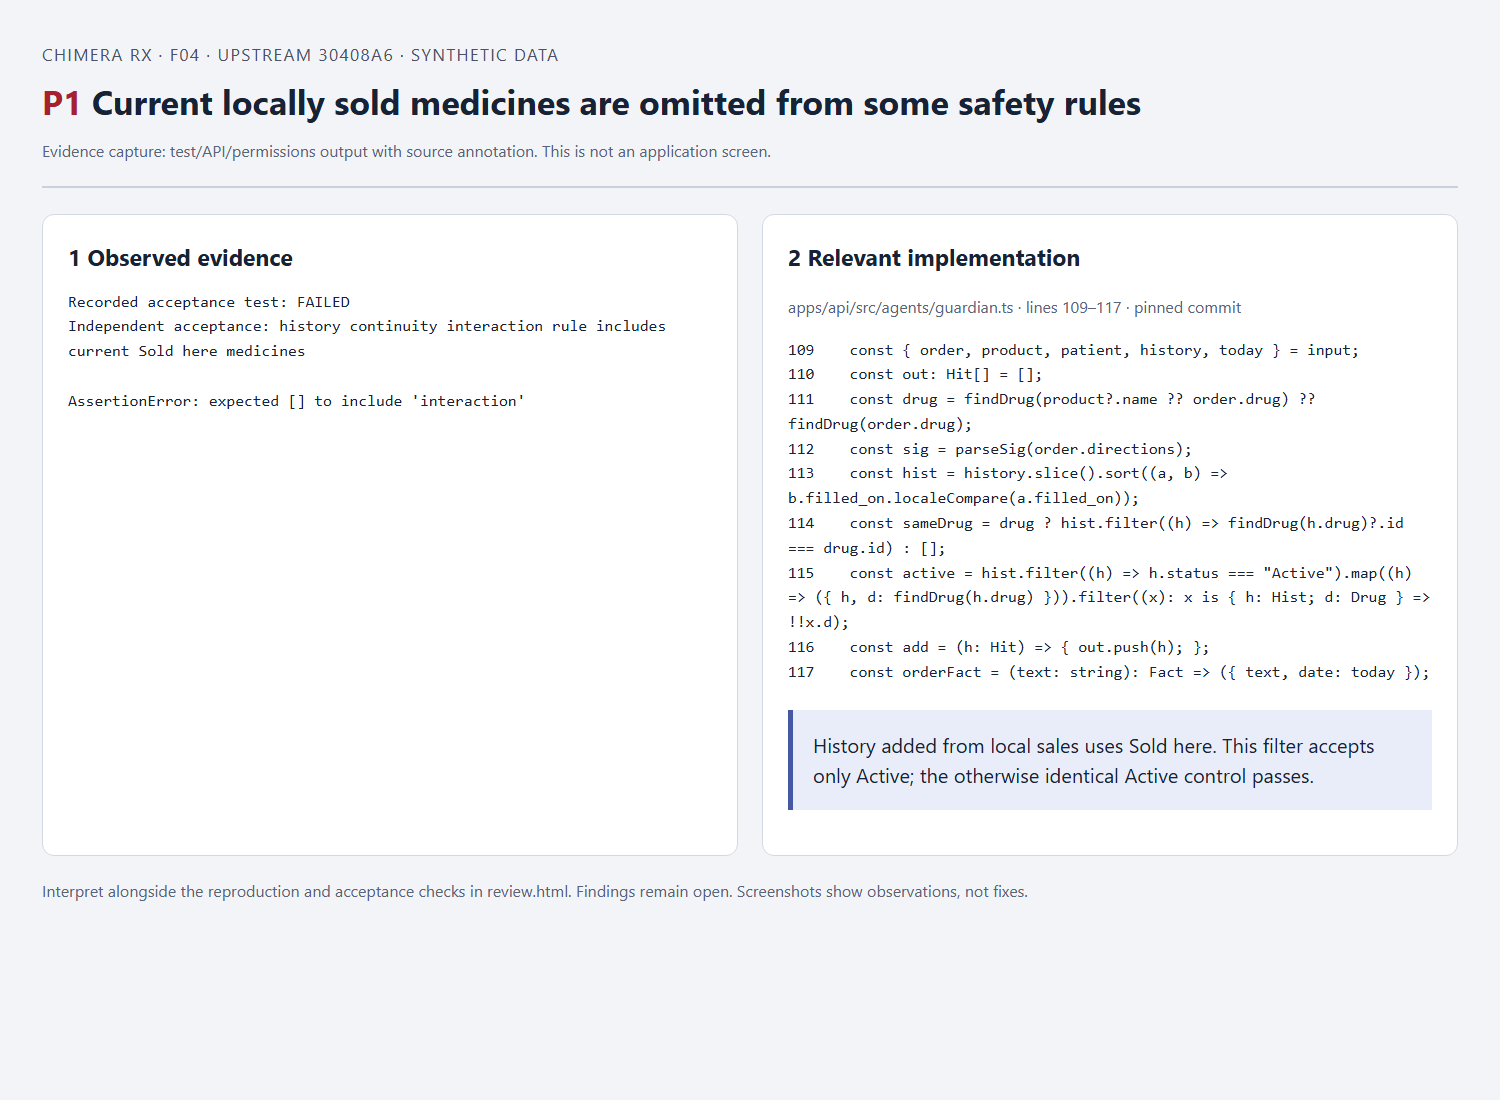 CHIMERA RX · F04 · UPSTREAM 30408A6 · SYNTHETIC DATA
P1 Current locally sold medicines are omitted from some safety rules
Evidence capture: test/API/permissions output with source annotation. This is not an application screen.
1 Observed evidence
Recorded acceptance test: FAILED
Independent acceptance: history continuity interaction rule includes
current Sold here medicines
AssertionError: expected [] to include 'interaction'
2 Relevant implementation
apps/api/src/agents/guardian.ts · lines 109–117 · pinned commit
109    const { order, product, patient, history, today } = input;
110    const out: Hit[] = [];
111    const drug = findDrug(product?.name ?? order.drug) ??
findDrug(order.drug);
112    const sig = parseSig(order.directions);
113    const hist = history.slice().sort((a, b) =>
b.filled_on.localeCompare(a.filled_on));
114    const sameDrug = drug ? hist.filter((h) => findDrug(h.drug)?.id
=== drug.id) : [];
115    const active = hist.filter((h) => h.status === "Active").map((h)
=> ({ h, d: findDrug(h.drug) })).filter((x): x is { h: Hist; d: Drug } =>
!!x.d);
116    const add = (h: Hit) => { out.push(h); };
117    const orderFact = (text: string): Fact => ({ text, date: today });
History added from local sales uses Sold here. This filter accepts
only Active; the otherwise identical Active control passes.
Interpret alongside the reproduction and acceptance checks in review.html. Findings remain open. Screenshots show observations, not fixes.